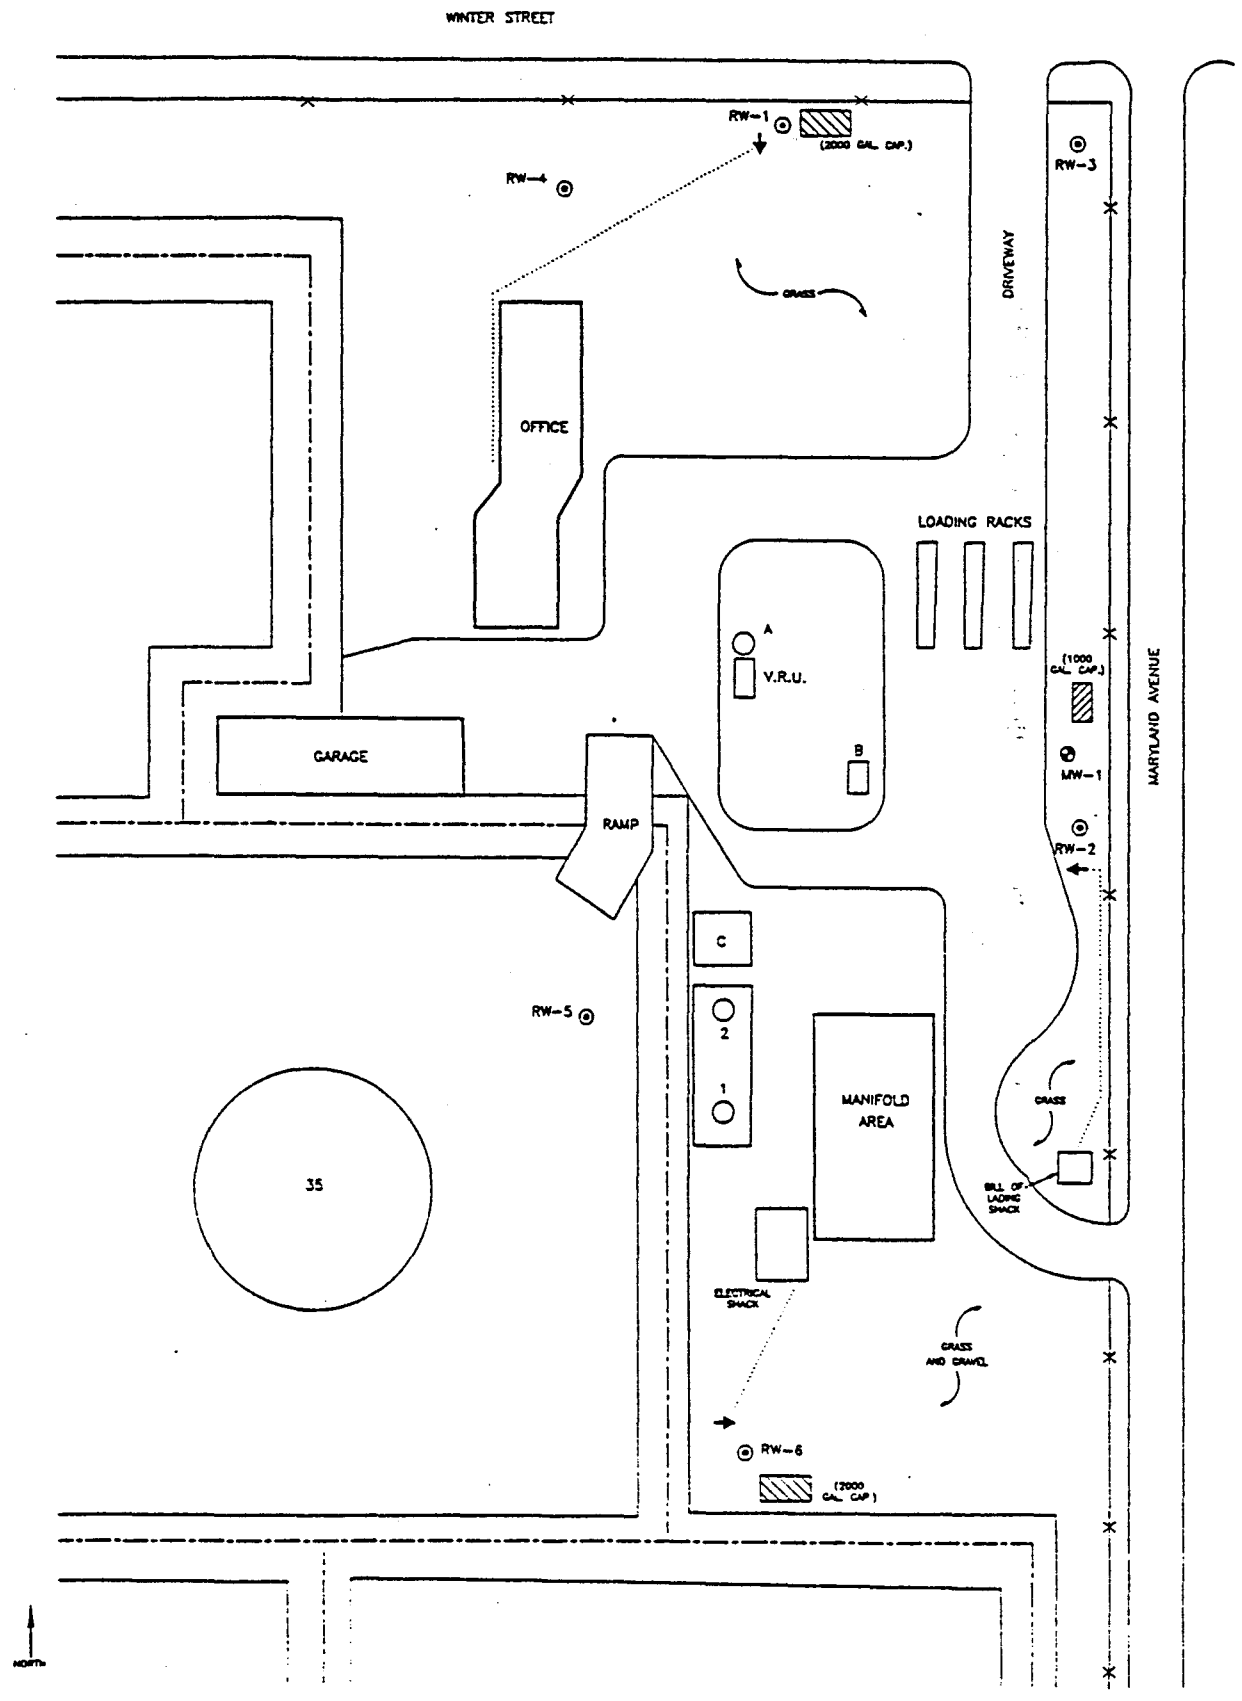 WINTER STREET
RW-1
(2000 GAL. CAP.)
RW-3
RW-4
DRIVEWAY
GRASS
OFFICE
LOADING RACKS
A
V.R.U.
(1000
GAL. CAP.)
MARYLAND AVENUE
GARAGE
B
MW-1
RAMP
RW-2
C
RW-5
2
1
MANIFOLD
AREA
GRASS
35
BILL OF
LADING
SHACK
ELECTRICAL
SHACK
GRASS
AND GRAVEL
RW-6
(2000
GAL. CAP.)
NORTH